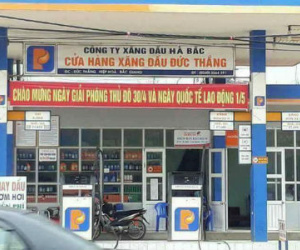 CÔNG TY XĂNG DẦU HÀ BẮC
CỬA HÀNG XĂNG DẦU ĐỨC THẮNG
CHÀO MỪNG NGÀY GIẢI PHÓNG THỦ ĐÔ 30/4 VÀ NGÀY QUỐC TẾ LAO ĐỘNG 1/5